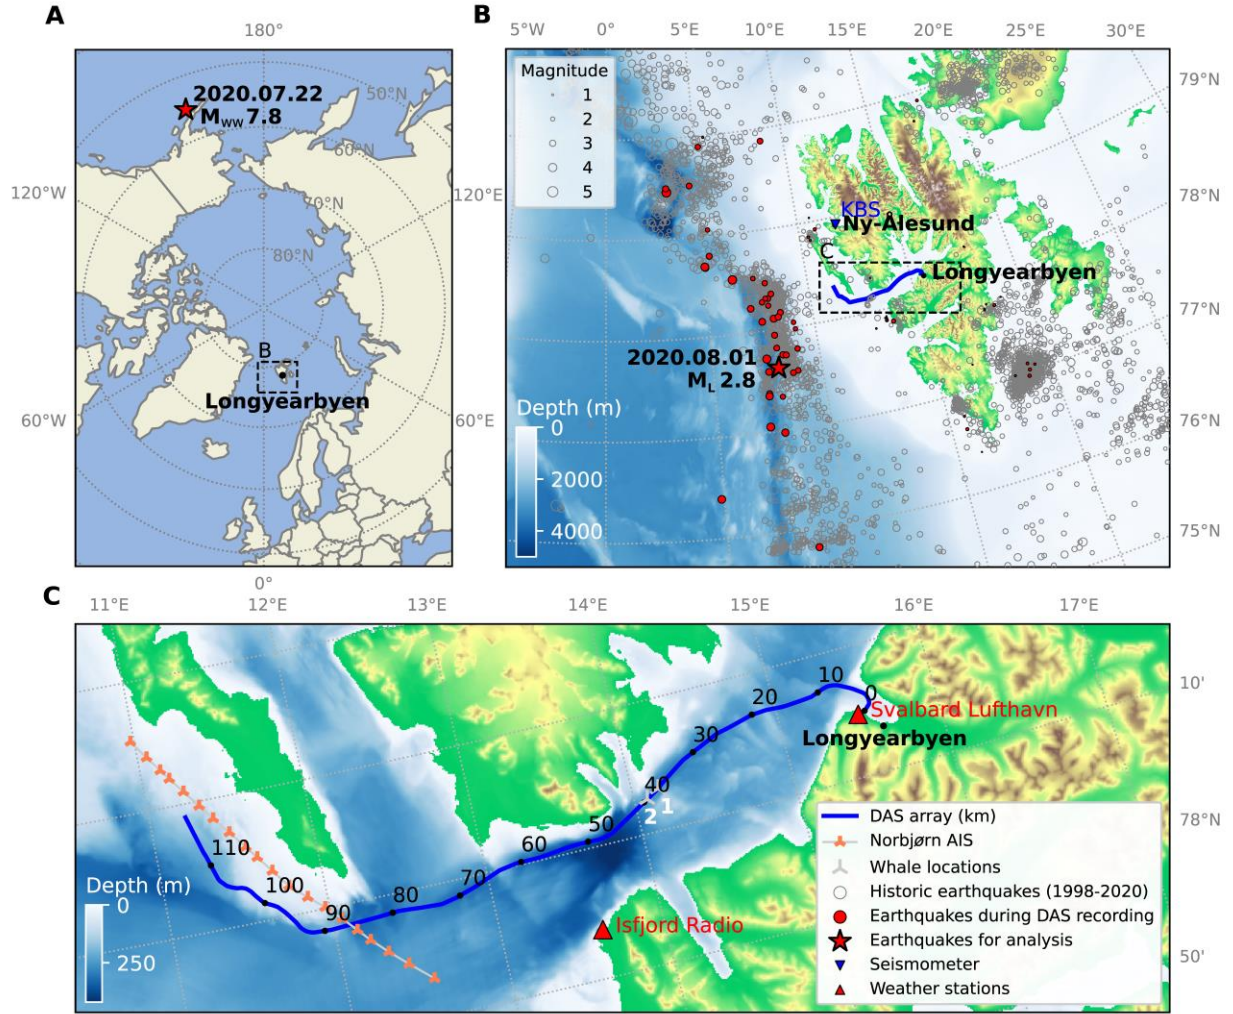 A
180°
2020.07.22
Mww 7.8
50°N
60°N
70°N
80°N
120°W
120°E
60°W
60°E
B
Longyearbyen
0°
B
5°W
0°
5°E
10°E
15°E
20°E
25°E
30°E
Magnitude
1
2
3
4
5
79°N
78°N
77°N
76°N
75°N
KBS
Ny-Ålesund
C
Longyearbyen
2020.08.01
ML 2.8
Depth (m)
0
2000
4000
C
11°E
12°E
13°E
14°E
15°E
16°E
17°E
10'
78°N
50'
0
10
20
30
40
1
2
50
60
70
80
90
100
110
Svalbard Lufthavn
Longyearbyen
Isfjord Radio
Depth (m)
0
250
DAS array (km)
Norbjørn AIS
Whale locations
Historic earthquakes (1998-2020)
Earthquakes during DAS recording
Earthquakes for analysis
Seismometer
Weather stations